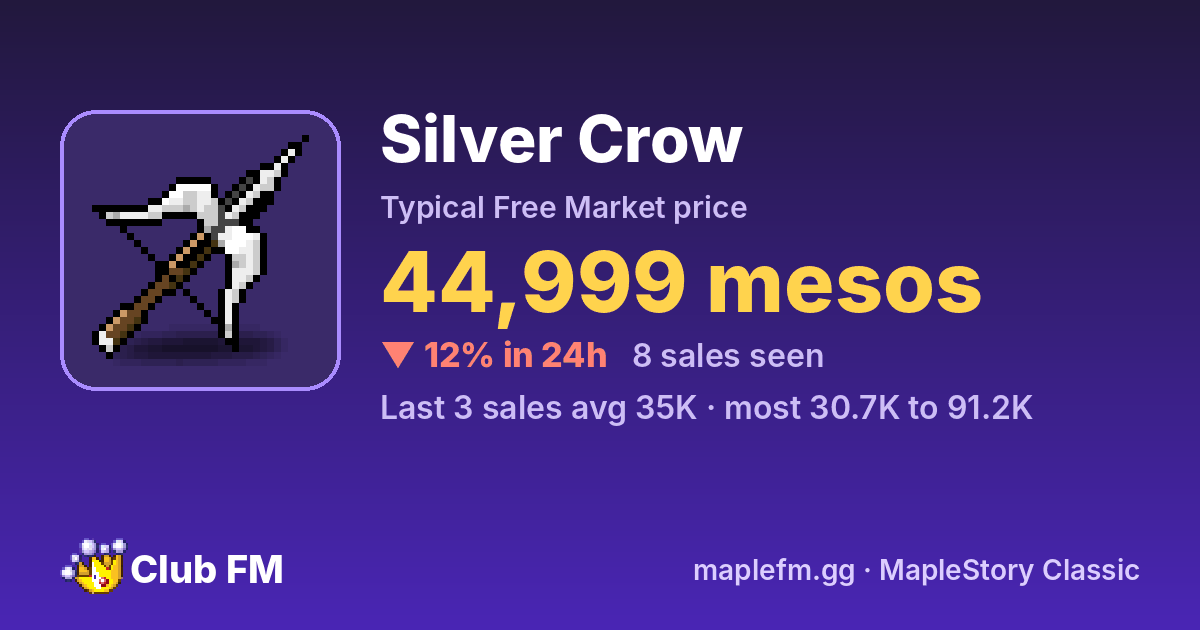 Silver Crow
Typical Free Market price
44,999 mesos
▼ 12% in 24h 8 sales seen
Last 3 sales avg 35K · most 30.7K to 91.2K
Club FM
maplefm.gg · MapleStory Classic